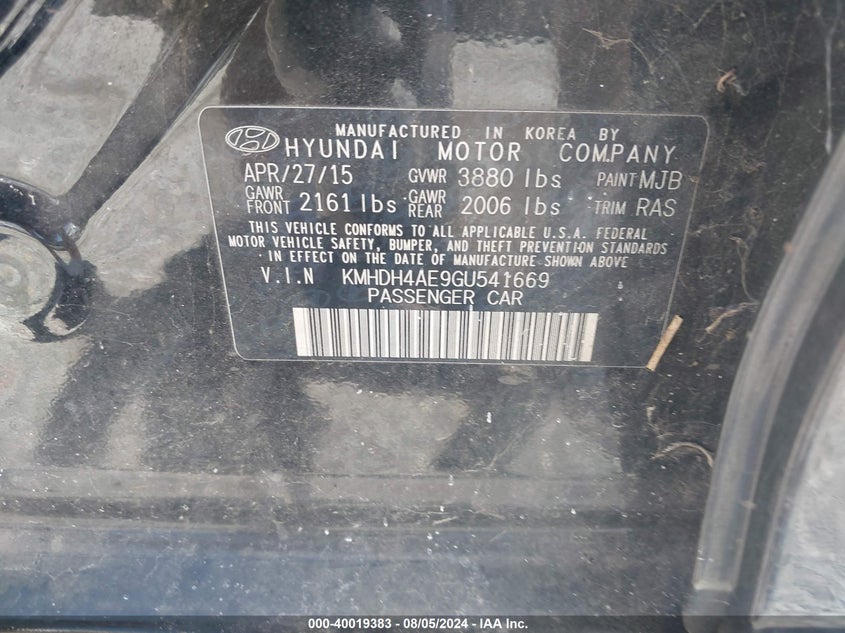 MANUFACTURED IN KOREA BY
HYUNDAI MOTOR COMPANY
APR/27/15 GVWR 3880 lbs PAINT MJB
GAWR FRONT 2161 lbs GAWR REAR 2006 lbs TRIM RAS
THIS VEHICLE CONFORMS TO ALL APPLICABLE U.S.A. FEDERAL
MOTOR VEHICLE SAFETY, BUMPER, AND THEFT PREVENTION STANDARDS
IN EFFECT ON THE DATE OF MANUFACTURE SHOWN ABOVE
V.I.N KMHDH4AE9GU541669
PASSENGER CAR
000-40019383 - 08/05/2024 - IAA Inc.